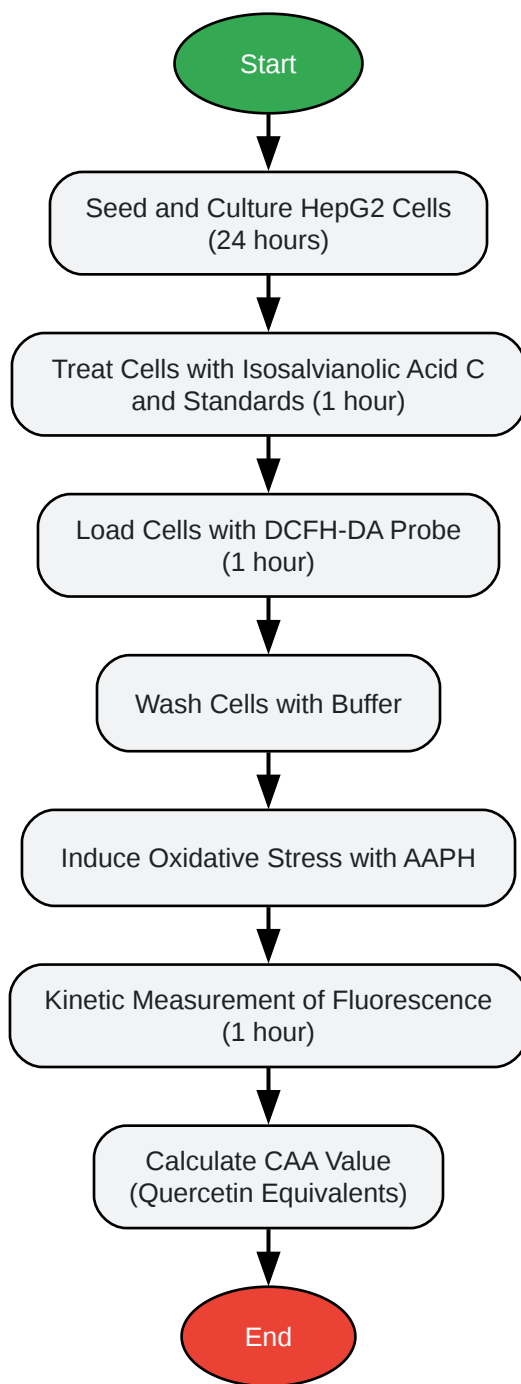 Start
Seed and Culture HepG2 Cells
(24 hours)
Treat Cells with Isosalvianolic Acid C
and Standards (1 hour)
Load Cells with DCFH-DA Probe
(1 hour)
Wash Cells with Buffer
Induce Oxidative Stress with AAPH
Kinetic Measurement of Fluorescence
(1 hour)
Calculate CAA Value
(Quercetin Equivalents)
End